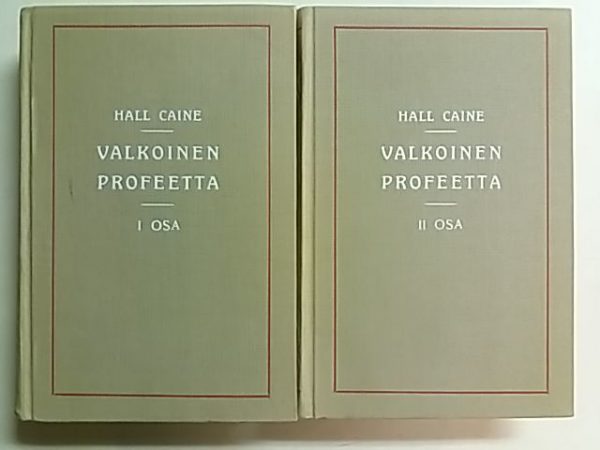 HALL CAINE
VALKOINEN
PROFEETTA
I OSA
HALL CAINE
VALKOINEN
PROFEETTA
II OSA